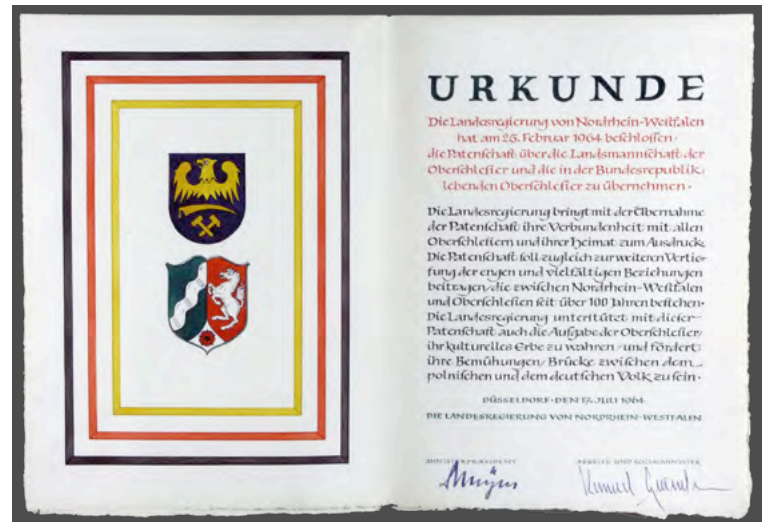 URKUNDE
Die Landesregierung von Nordrhein-Westfalen
hat am 26. Februar 1964 beschlossen,
die Patenschaft über die Landsmannschaft der
Oberschlesier und die in der Bundesrepublik
lebenden Oberschlesier zu übernehmen.
Die Landesregierung bringt mit der Übernahme
der Patenschaft ihre Verbundenheit mit allen
Oberschlesiern und ihrer Heimat zum Ausdruck.
Die Patenschaft soll zugleich zur weiteren Vertie-
fung der engen und vielfältigen Beziehungen
beitragen, die zwischen Nordrhein-Westfalen
und Oberschlesien seit über 100 Jahren bestehen.
Die Landesregierung unterstützt mit dieser
Patenschaft auch die Aufgabe der Oberschlesier,
ihr kulturelles Erbe zu wahren, und fördert
ihre Bemühungen, Brücke zwischen dem
polnischen und dem deutschen Volk zu sein.
DÜSSELDORF · DEN 17. JULI 1964
DIE LANDESREGIERUNG VON NORDRHEIN-WESTFALEN
MINISTERPRÄSIDENT
ARBEITS UND SOZIALMINISTER